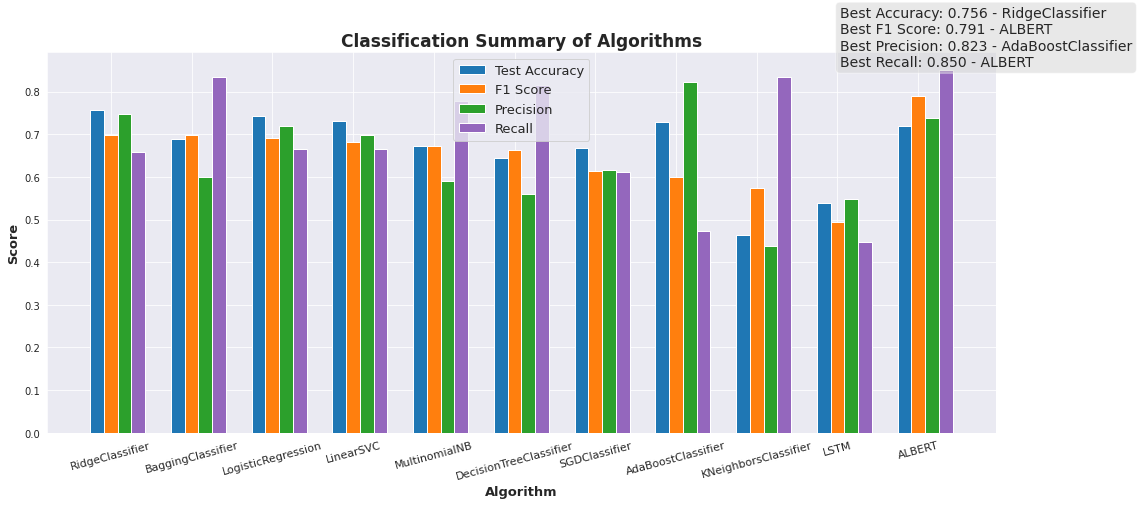 Best Accuracy: 0.756 - RidgeClassifier
Best F1 Score: 0.791 - ALBERT
Best Precision: 0.823 - AdaBoostClassifier
Best Recall: 0.850 - ALBERT
Classification Summary of Algorithms
Test Accuracy
F1 Score
Precision
Recall
Score
0.8
0.7
0.6
0.5
0.4
0.3
0.2
0.1
0.0
RidgeClassifier
BaggingClassifier
LogisticRegression
LinearSVC
MultinomialNB
DecisionTreeClassifier
SGDClassifier
AdaBoostClassifier
KNeighborsClassifier
LSTM
ALBERT
Algorithm